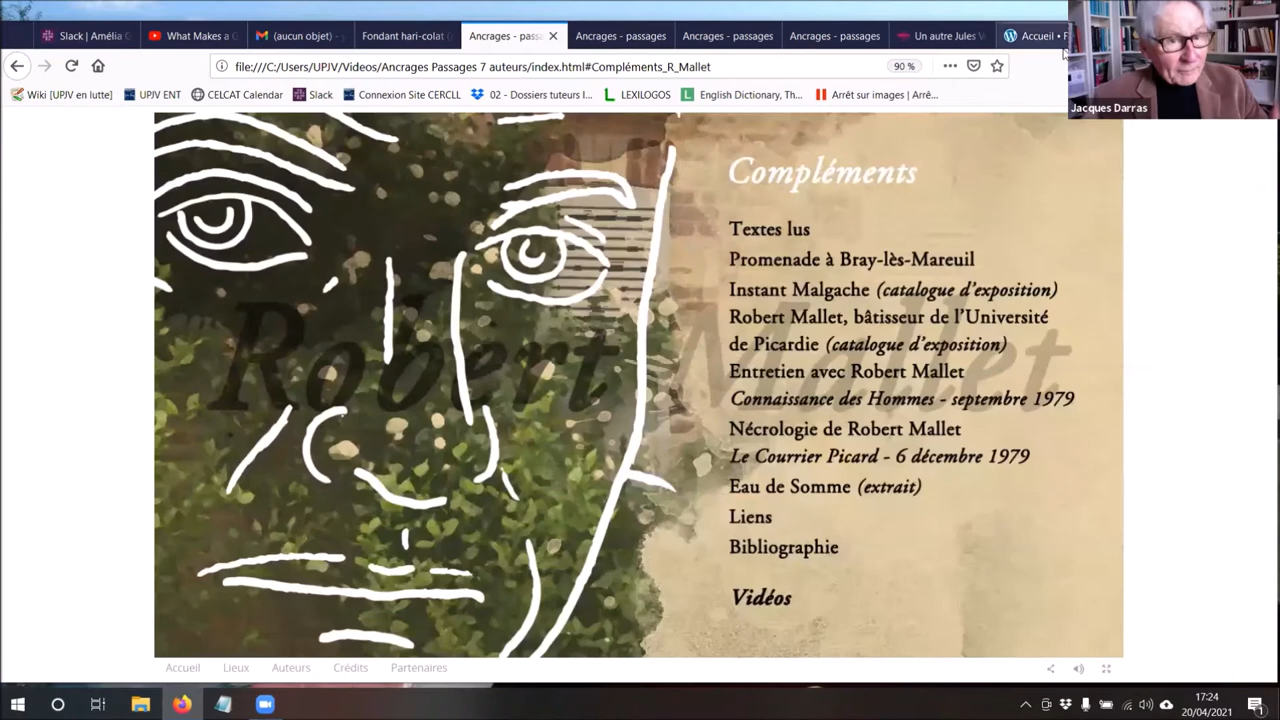 Slack | Amélia G
What Makes a G
(aucun objet) -
Fondant hari-colat (
Ancrages - passa
Ancrages - passages
Ancrages - passages
Ancrages - passages
Un autre Jules V
Accueil • F
file:///C:/Users/UPJV/Videos/Ancrages Passages 7 auteurs/index.html#Compléments_R_Mallet
90 %
Wiki [UPJV en lutte]
UPJV ENT
CELCAT Calendar
Slack
Connexion Site CERCLL
02 - Dossiers tuteurs l...
LEXILOGOS
English Dictionary, Th...
Arrêt sur images | Arrê...
Jacques Darras
Robert Mallet
Compléments
Textes lus
Promenade à Bray-lès-Mareuil
Instant Malgache (catalogue d'exposition)
Robert Mallet, bâtisseur de l'Université
de Picardie (catalogue d'exposition)
Entretien avec Robert Mallet
Connaissance des Hommes - septembre 1979
Nécrologie de Robert Mallet
Le Courrier Picard - 6 décembre 1979
Eau de Somme (extrait)
Liens
Bibliographie
Vidéos
Accueil
Lieux
Auteurs
Crédits
Partenaires
17:24
20/04/2021
1